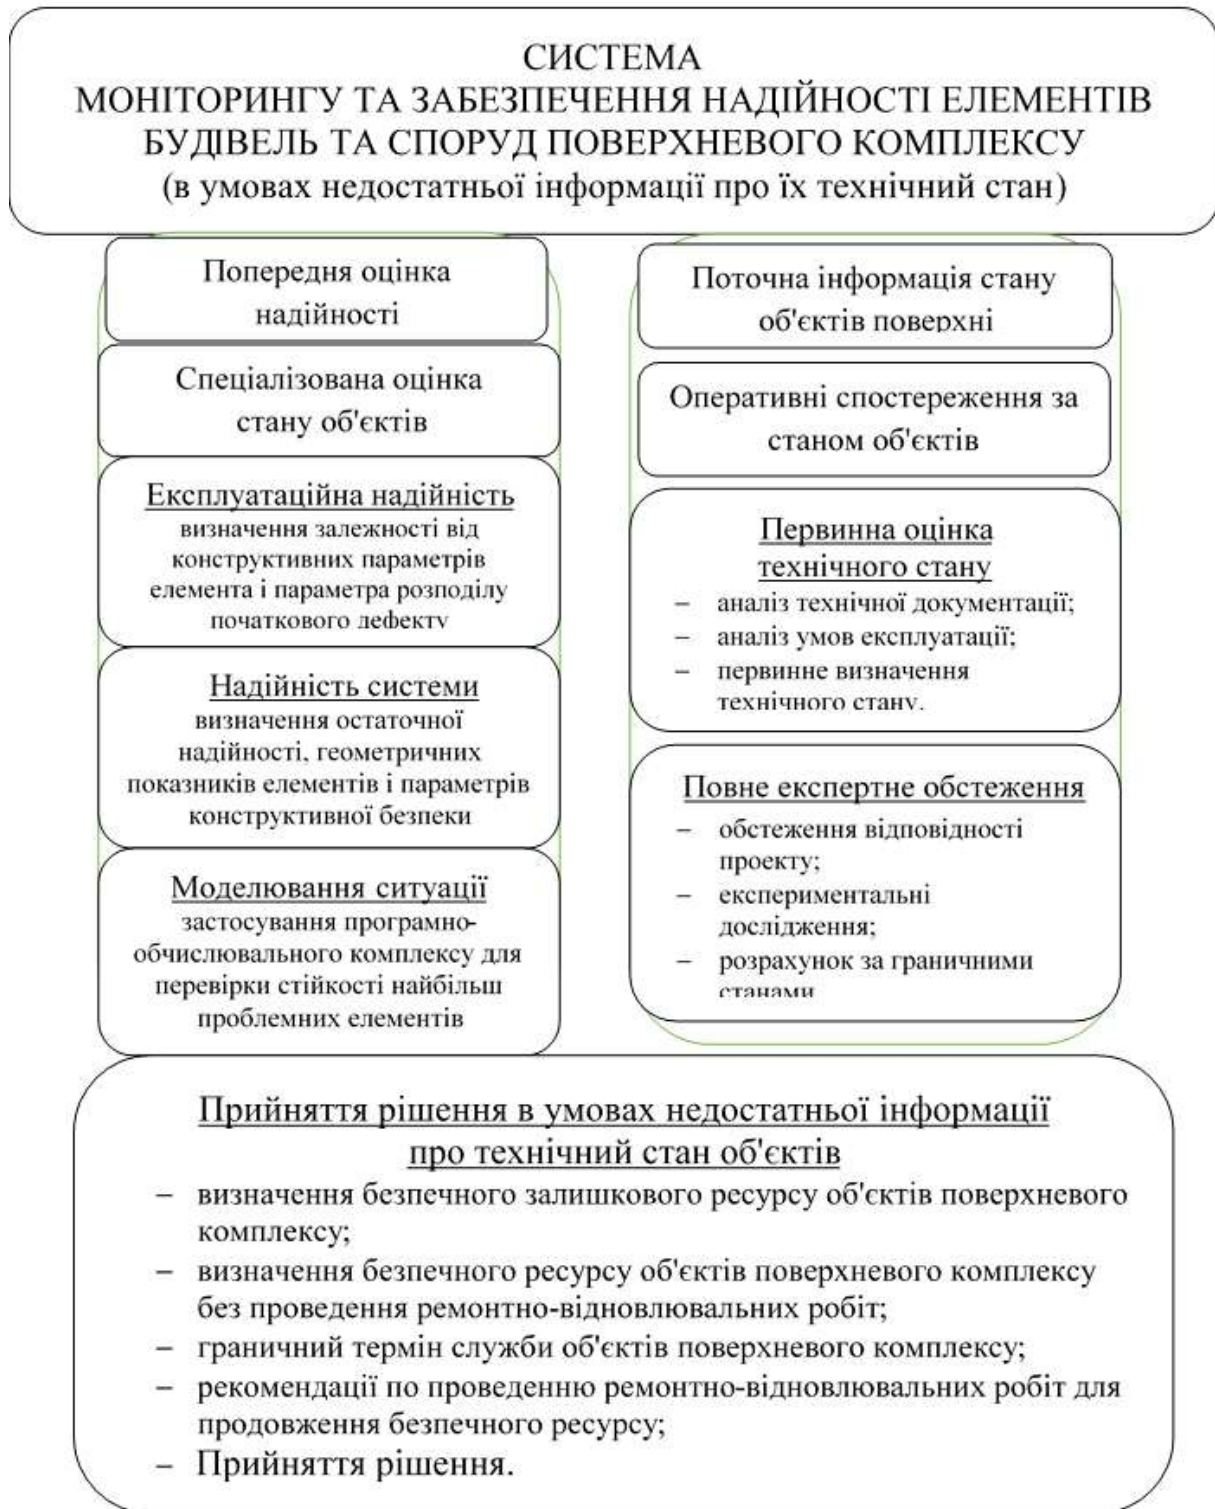 СИСТЕМА
МОНІТОРИНГУ ТА ЗАБЕЗПЕЧЕННЯ НАДІЙНОСТІ ЕЛЕМЕНТІВ
БУДІВЕЛЬ ТА СПОРУД ПОВЕРХНЕВОГО КОМПЛЕКСУ
(в умовах недостатньої інформації про їх технічний стан)
Попередня оцінка
надійності
Спеціалізована оцінка
стану об'єктів
Експлуатаційна надійність
визначення залежності від
конструктивних параметрів
елемента і параметра розподілу
початкового дефекту
Надійність системи
визначення остаточної
надійності, геометричних
показників елементів і параметрів
конструктивної безпеки
Моделювання ситуації
застосування програмно-
обчислювального комплексу для
перевірки стійкості найбільш
проблемних елементів
Поточна інформація стану
об'єктів поверхні
Оперативні спостереження за
станом об'єктів
Первинна оцінка
технічного стану
– аналіз технічної документації;
– аналіз умов експлуатації;
– первинне визначення
технічного стану.
Повне експертне обстеження
– обстеження відповідності
проекту;
– експериментальні
дослідження;
– розрахунок за граничними
станами
Прийняття рішення в умовах недостатньої інформації
про технічний стан об'єктів
– визначення безпечного залишкового ресурсу об'єктів поверхневого
комплексу;
– визначення безпечного ресурсу об'єктів поверхневого комплексу
без проведення ремонтно-відновлювальних робіт;
– граничний термін служби об'єктів поверхневого комплексу;
– рекомендації по проведенню ремонтно-відновлювальних робіт для
продовження безпечного ресурсу;
– Прийняття рішення.